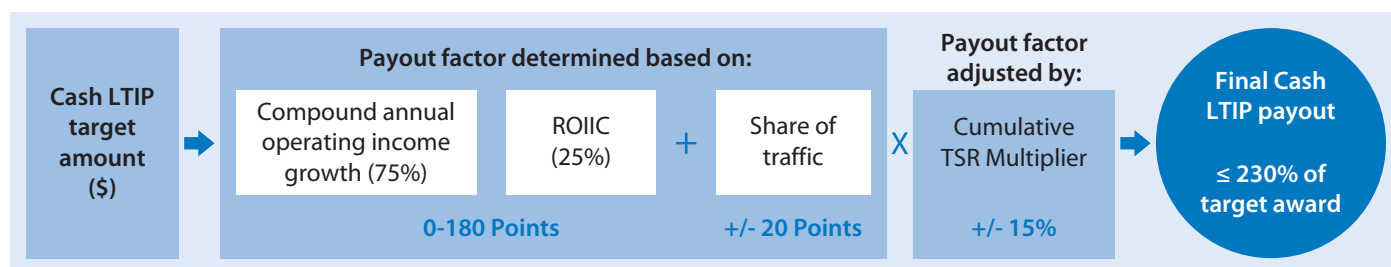 Cash LTIP
target
amount
($)
Payout factor determined based on:
Compound annual
operating income
growth (75%)
ROIIC
(25%)
+
Share of
traffic
0-180 Points
+/- 20 Points
X
Payout factor
adjusted by:
Cumulative
TSR Multiplier
+/- 15%
Final Cash
LTIP payout
≤ 230% of
target award